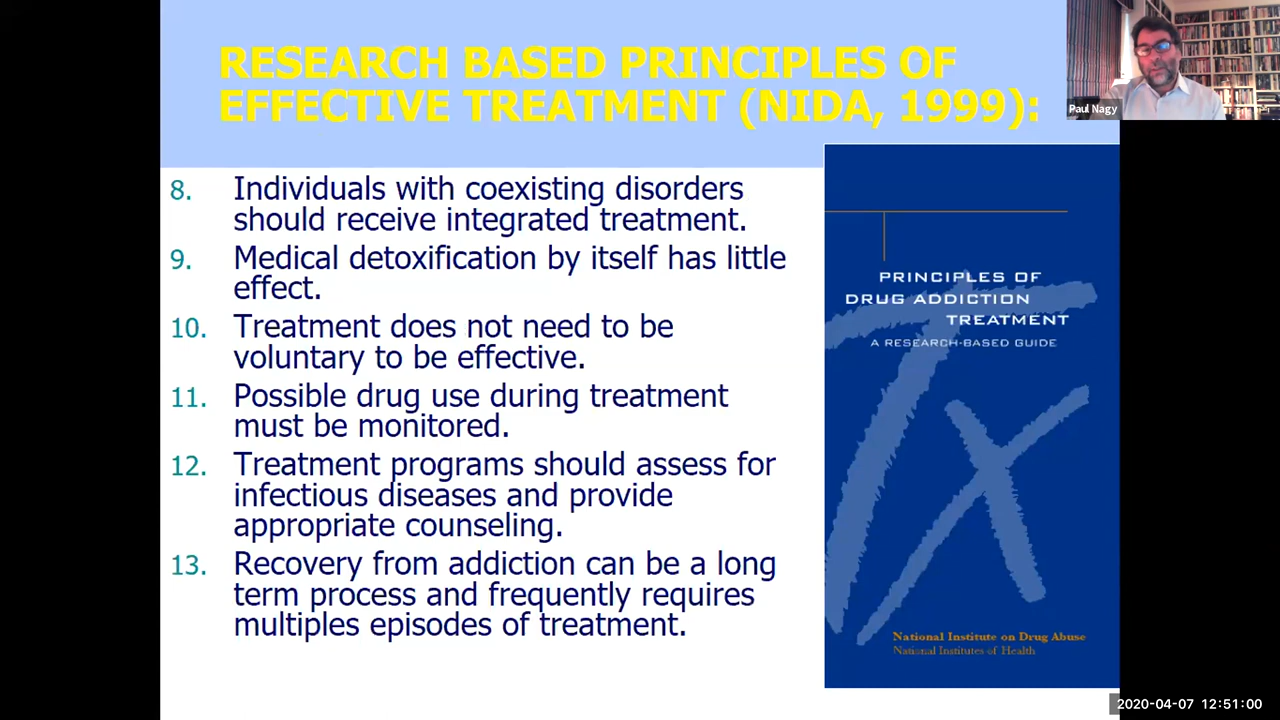 RESEARCH BASED PRINCIPLES OF
EFFECTIVE TREATMENT (NIDA, 1999):
Paul Nagy
8. Individuals with coexisting disorders
should receive integrated treatment.
9. Medical detoxification by itself has little
effect.
10. Treatment does not need to be
voluntary to be effective.
11. Possible drug use during treatment
must be monitored.
12. Treatment programs should assess for
infectious diseases and provide
appropriate counseling.
13. Recovery from addiction can be a long
term process and frequently requires
multiples episodes of treatment.
PRINCIPLES OF
DRUG ADDICTION
TREATMENT
A RESEARCH-BASED GUIDE
Tx
National Institute on Drug Abuse
National Institutes of Health
2020-04-07 12:51:00